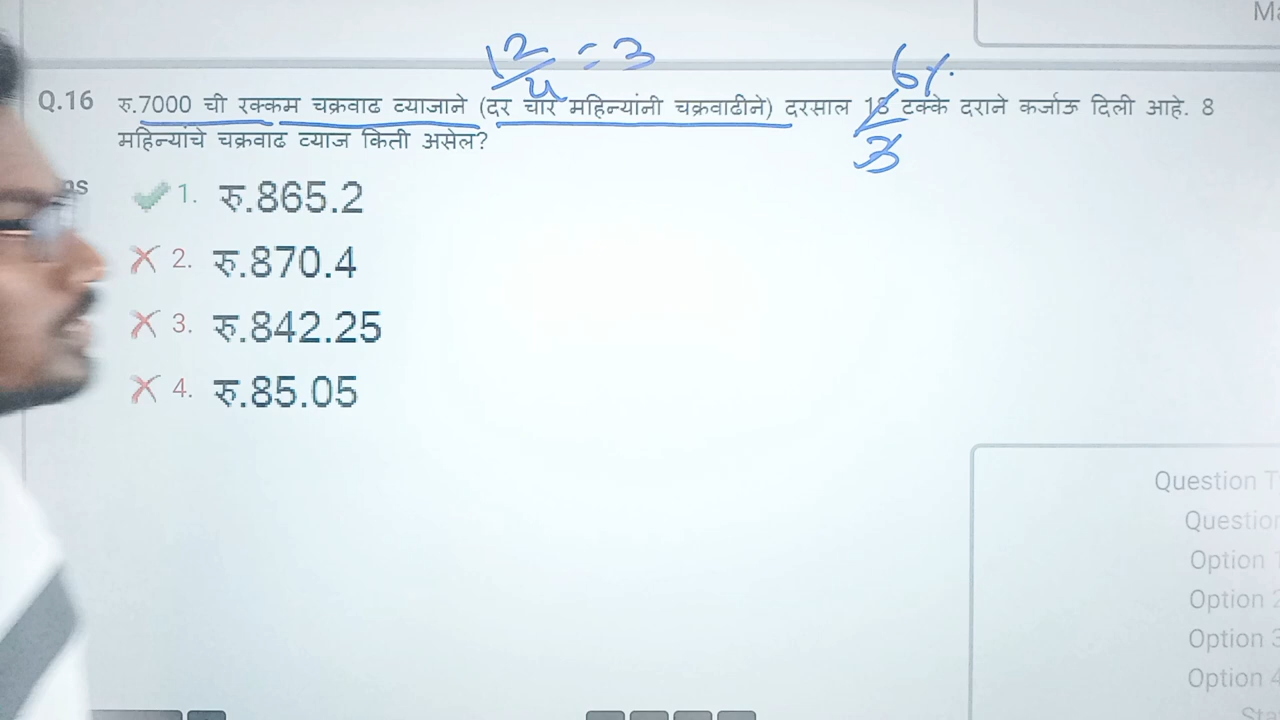 Ma
12/4 = 3
6%
Q.16 रु.7000 ची रक्कम चक्रवाढ व्याजाने (दर चार महिन्यांनी चक्रवाढीने) दरसाल 18 टक्के दराने कर्जाऊ दिली आहे. 8
महिन्यांचे चक्रवाढ व्याज किती असेल?
3
ns
1. रु.865.2
2. रु.870.4
3. रु.842.25
4. रु.85.05
Question T
Question
Option 1
Option 2
Option 3
Option 4
Sta